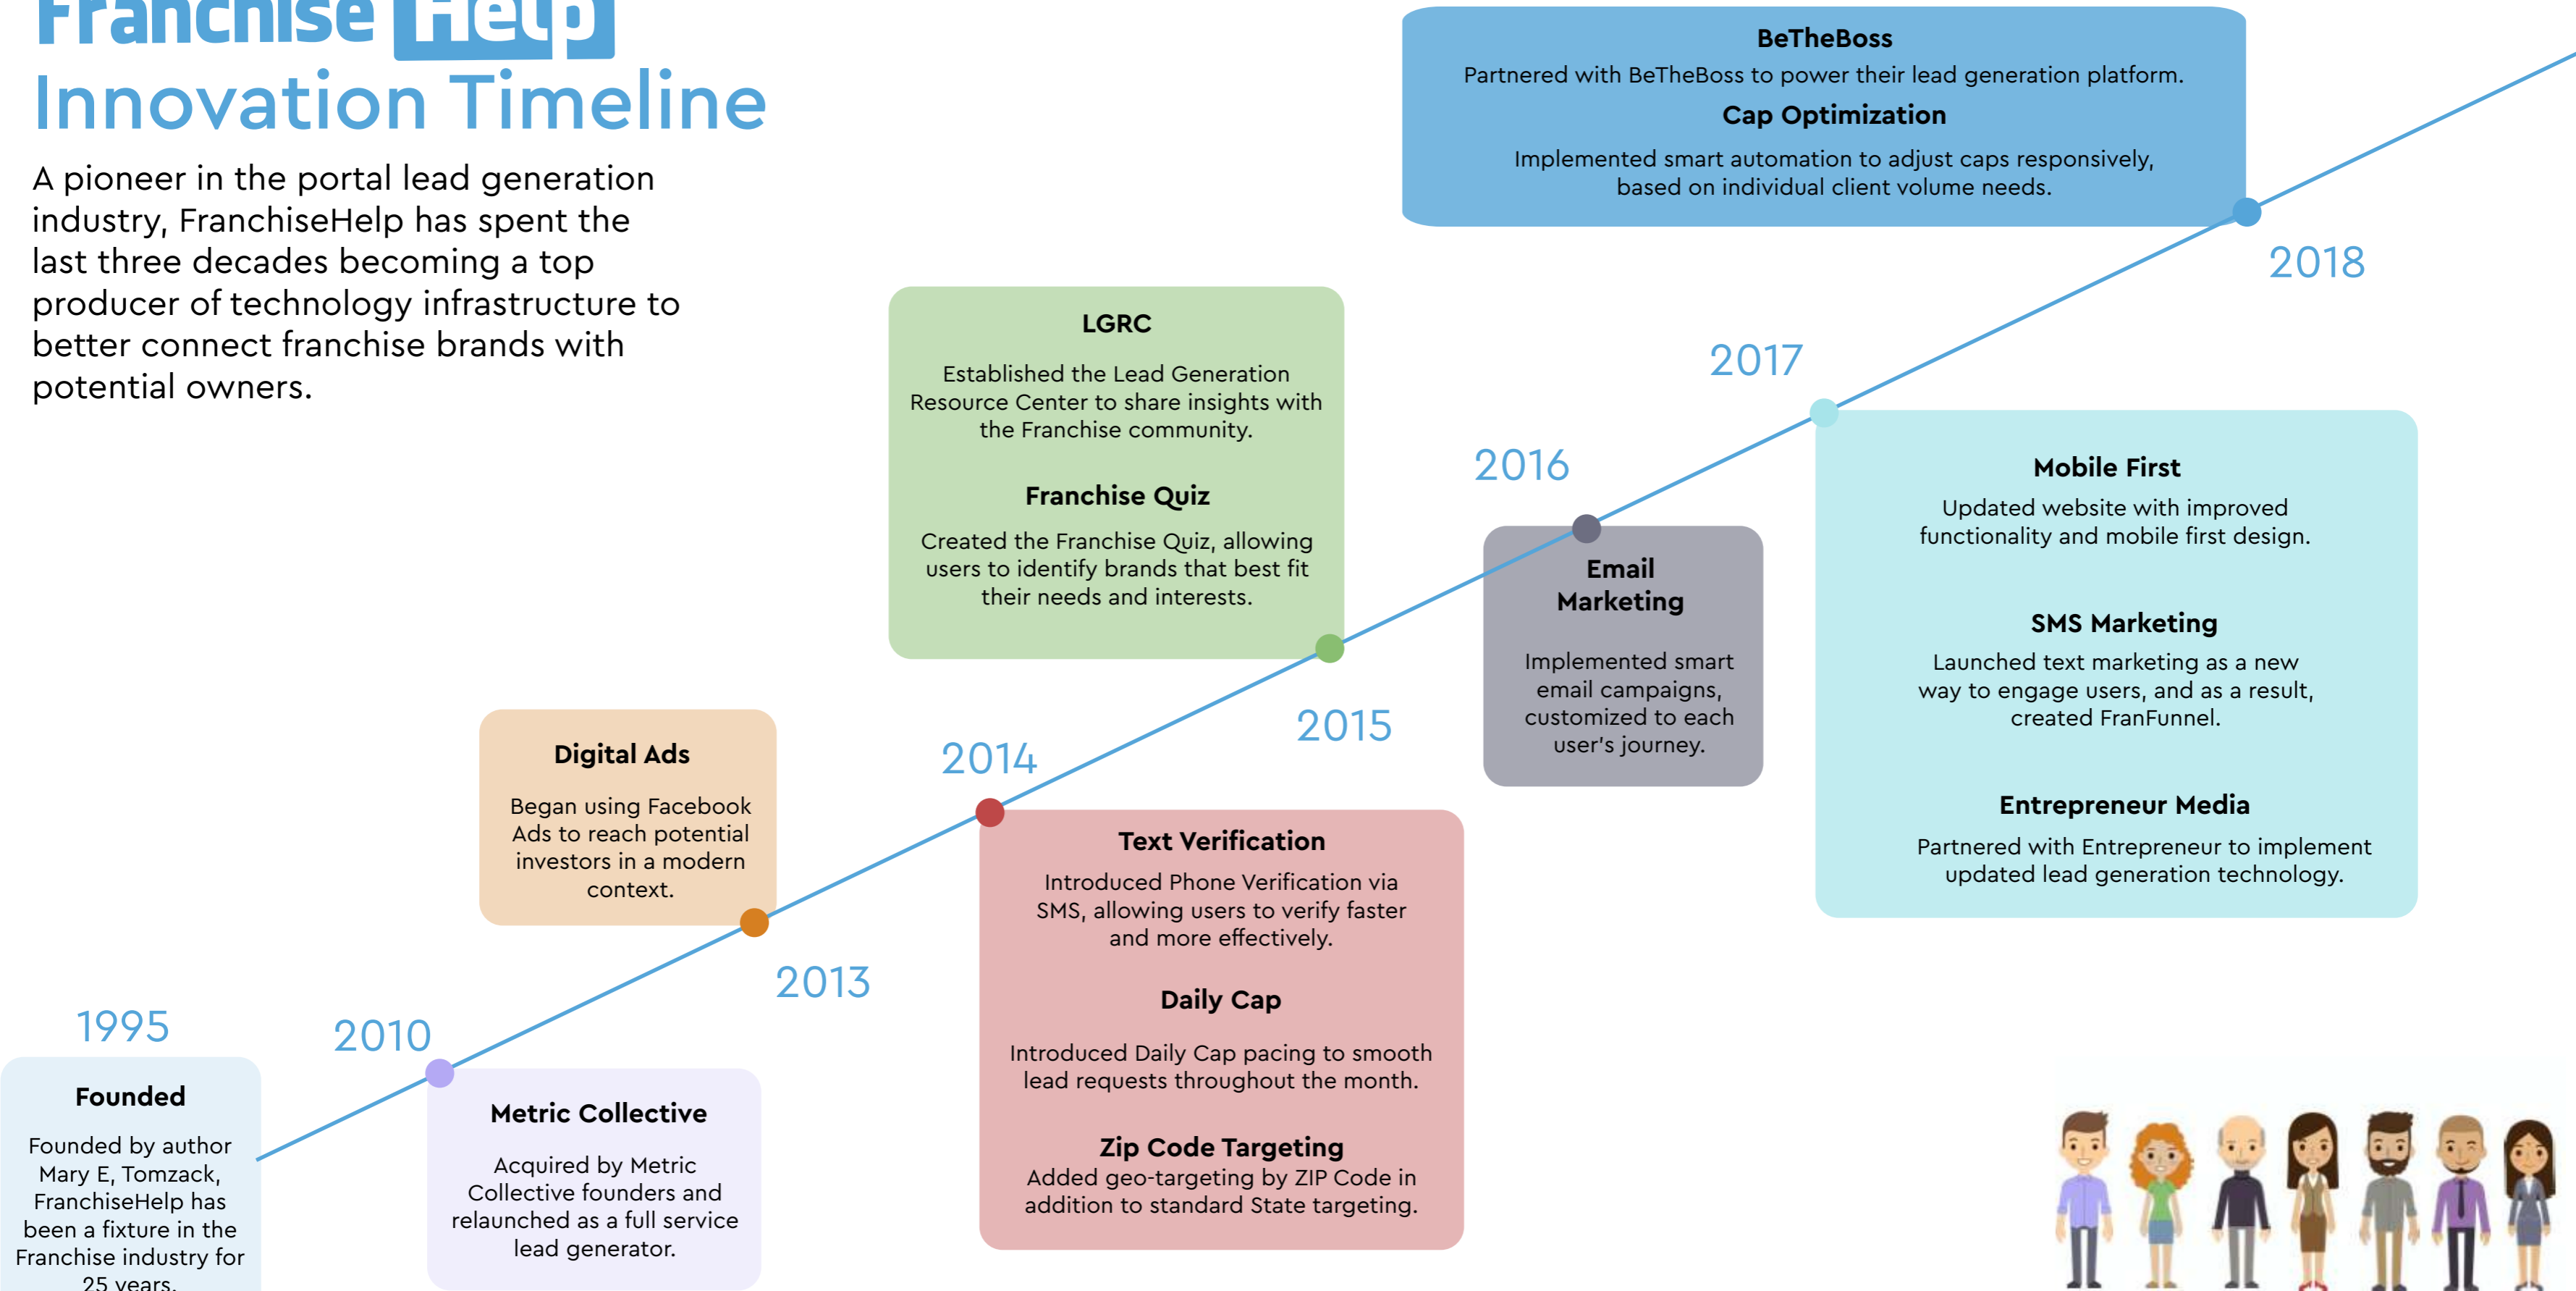 Franchise Help
Innovation Timeline
A pioneer in the portal lead generation
industry, FranchiseHelp has spent the
last three decades becoming a top
producer of technology infrastructure to
better connect franchise brands with
potential owners.
1995
Founded
Founded by author
Mary E, Tomzack,
FranchiseHelp has
been a fixture in the
Franchise industry for
25 years.
2010
Metric Collective
Acquired by Metric
Collective founders and
relaunched as a full service
lead generator.
2013
Digital Ads
Began using Facebook
Ads to reach potential
investors in a modern
context.
2014
Text Verification
Introduced Phone Verification via
SMS, allowing users to verify faster
and more effectively.
Daily Cap
Introduced Daily Cap pacing to smooth
lead requests throughout the month.
Zip Code Targeting
Added geo-targeting by ZIP Code in
addition to standard State targeting.
2015
LGRC
Established the Lead Generation
Resource Center to share insights with
the Franchise community.
Franchise Quiz
Created the Franchise Quiz, allowing
users to identify brands that best fit
their needs and interests.
2016
Email
Marketing
Implemented smart
email campaigns,
customized to each
user's journey.
2017
Mobile First
Updated website with improved
functionality and mobile first design.
SMS Marketing
Launched text marketing as a new
way to engage users, and as a result,
created FranFunnel.
Entrepreneur Media
Partnered with Entrepreneur to implement
updated lead generation technology.
2018
BeTheBoss
Partnered with BeTheBoss to power their lead generation platform.
Cap Optimization
Implemented smart automation to adjust caps responsively,
based on individual client volume needs.